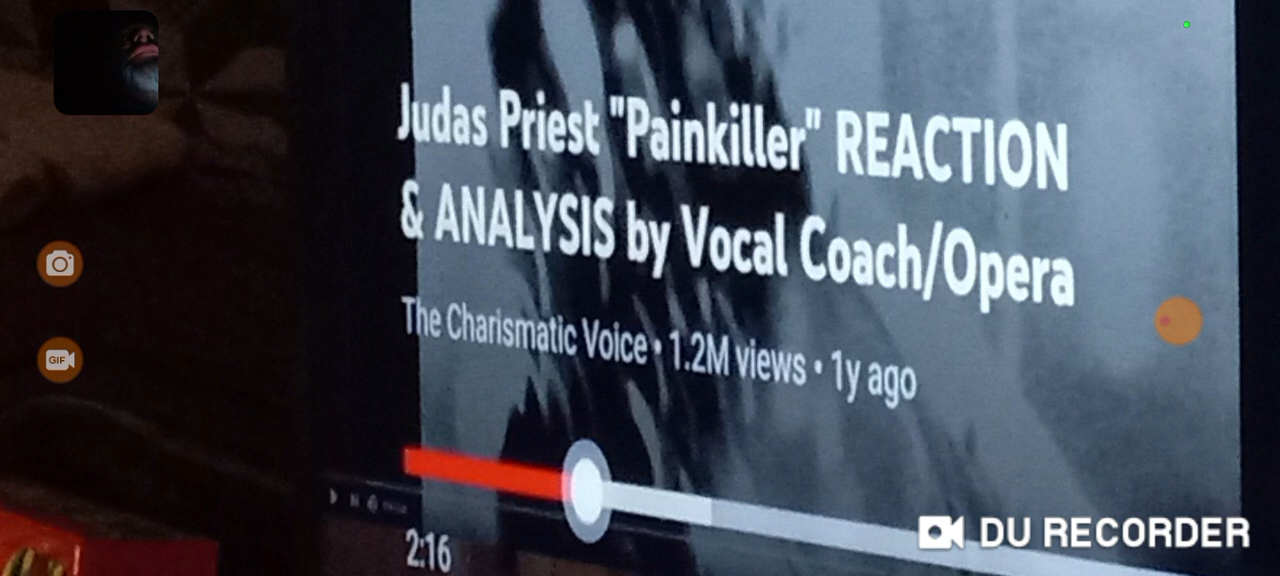 Judas Priest "Painkiller" REACTION
& ANALYSIS by Vocal Coach/Opera
The Charismatic Voice • 1.2M views • 1y ago
2:16
GIF
DU RECORDER